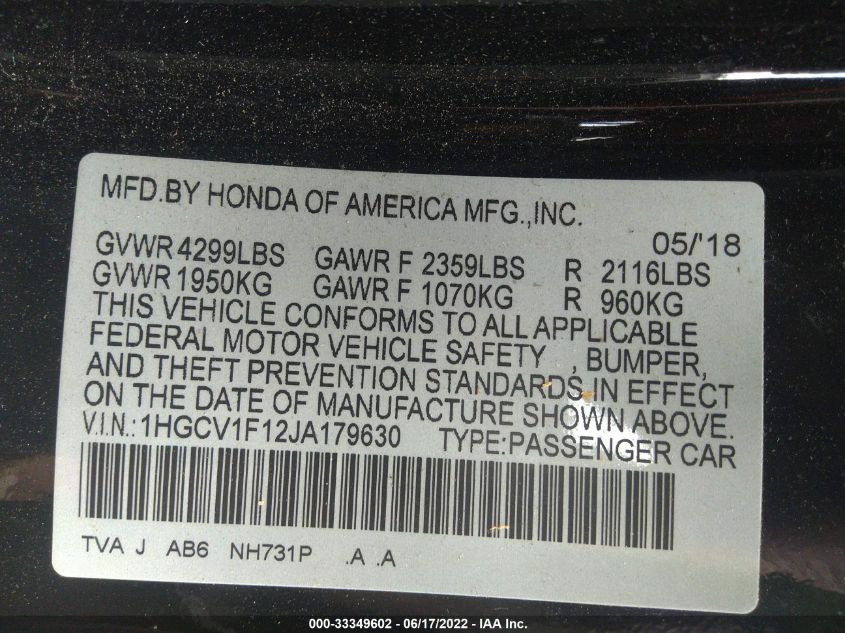 MFD.BY HONDA OF AMERICA MFG.,INC.
05/'18
GVWR 4299LBS GAWR F 2359LBS R 2116LBS
GVWR 1950KG GAWR F 1070KG R 960KG
THIS VEHICLE CONFORMS TO ALL APPLICABLE
FEDERAL MOTOR VEHICLE SAFETY , BUMPER,
AND THEFT PREVENTION STANDARDS IN EFFECT
ON THE DATE OF MANUFACTURE SHOWN ABOVE.
V.I.N.:1HGCV1F12JA179630 TYPE:PASSENGER CAR
TVA J AB6 NH731P .A .A
000-33349602 - 06/17/2022 - IAA Inc.